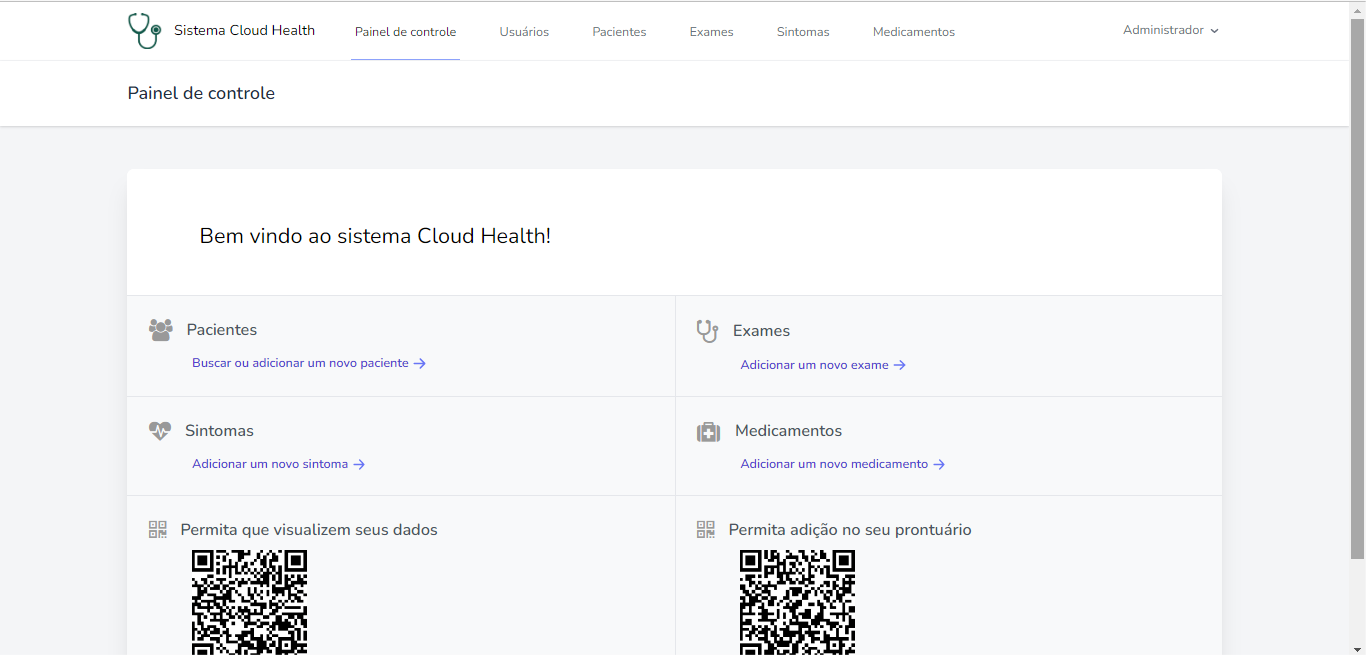 Sistema Cloud Health
Painel de controle
Usuários
Pacientes
Exames
Sintomas
Medicamentos
Administrador
Painel de controle
Bem vindo ao sistema Cloud Health!
Pacientes
Buscar ou adicionar um novo paciente
Exames
Adicionar um novo exame
Sintomas
Adicionar um novo sintoma
Medicamentos
Adicionar um novo medicamento
Permita que visualizem seus dados
Permita adição no seu prontuário